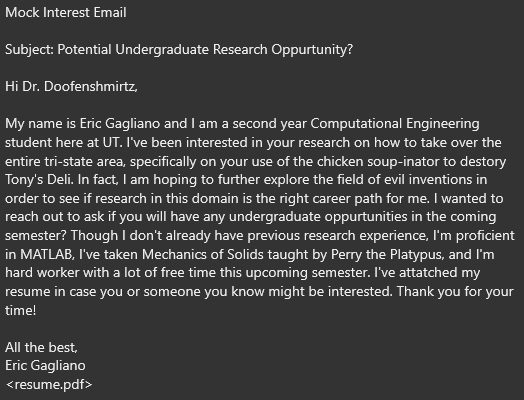 Mock Interest Email
Subject: Potential Undergraduate Research Oppurtunity?
Hi Dr. Doofenshmirtz,
My name is Eric Gagliano and I am a second year Computational Engineering
student here at UT. I've been interested in your research on how to take over the
entire tri-state area, specifically on your use of the chicken soup-inator to destory
Tony's Deli. In fact, I am hoping to further explore the field of evil inventions in
order to see if research in this domain is the right career path for me. I wanted to
reach out to ask if you will have any undergraduate oppurtunities in the coming
semester? Though I don't already have previous research experience, I'm proficient
in MATLAB, I've taken Mechanics of Solids taught by Perry the Platypus, and I'm
hard worker with a lot of free time this upcoming semester. I've attatched my
resume in case you or someone you know might be interested. Thank you for your
time!
All the best,
Eric Gagliano
<resume.pdf>